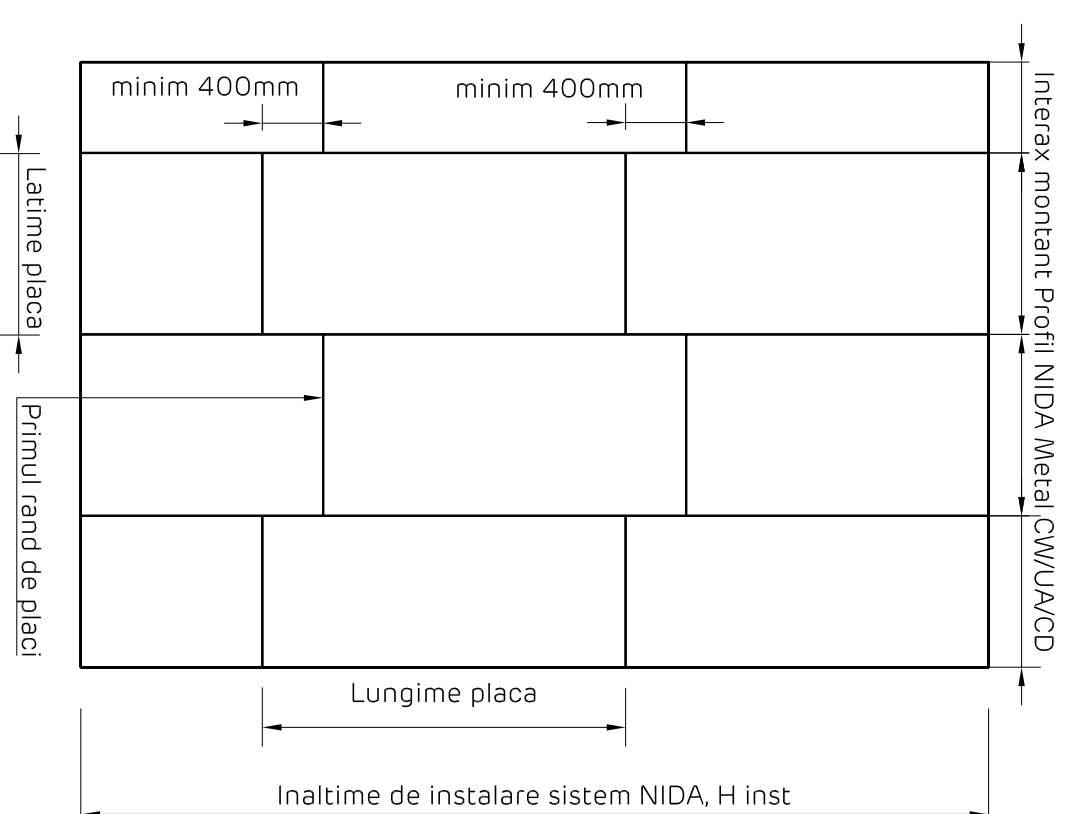 minim 400mm
minim 400mm
Latime placa
Interax montant Profil NIDA Metal CW/UA/CD
Primul rand de placi
Lungime placa
Inaltime de instalare sistem NIDA, H inst